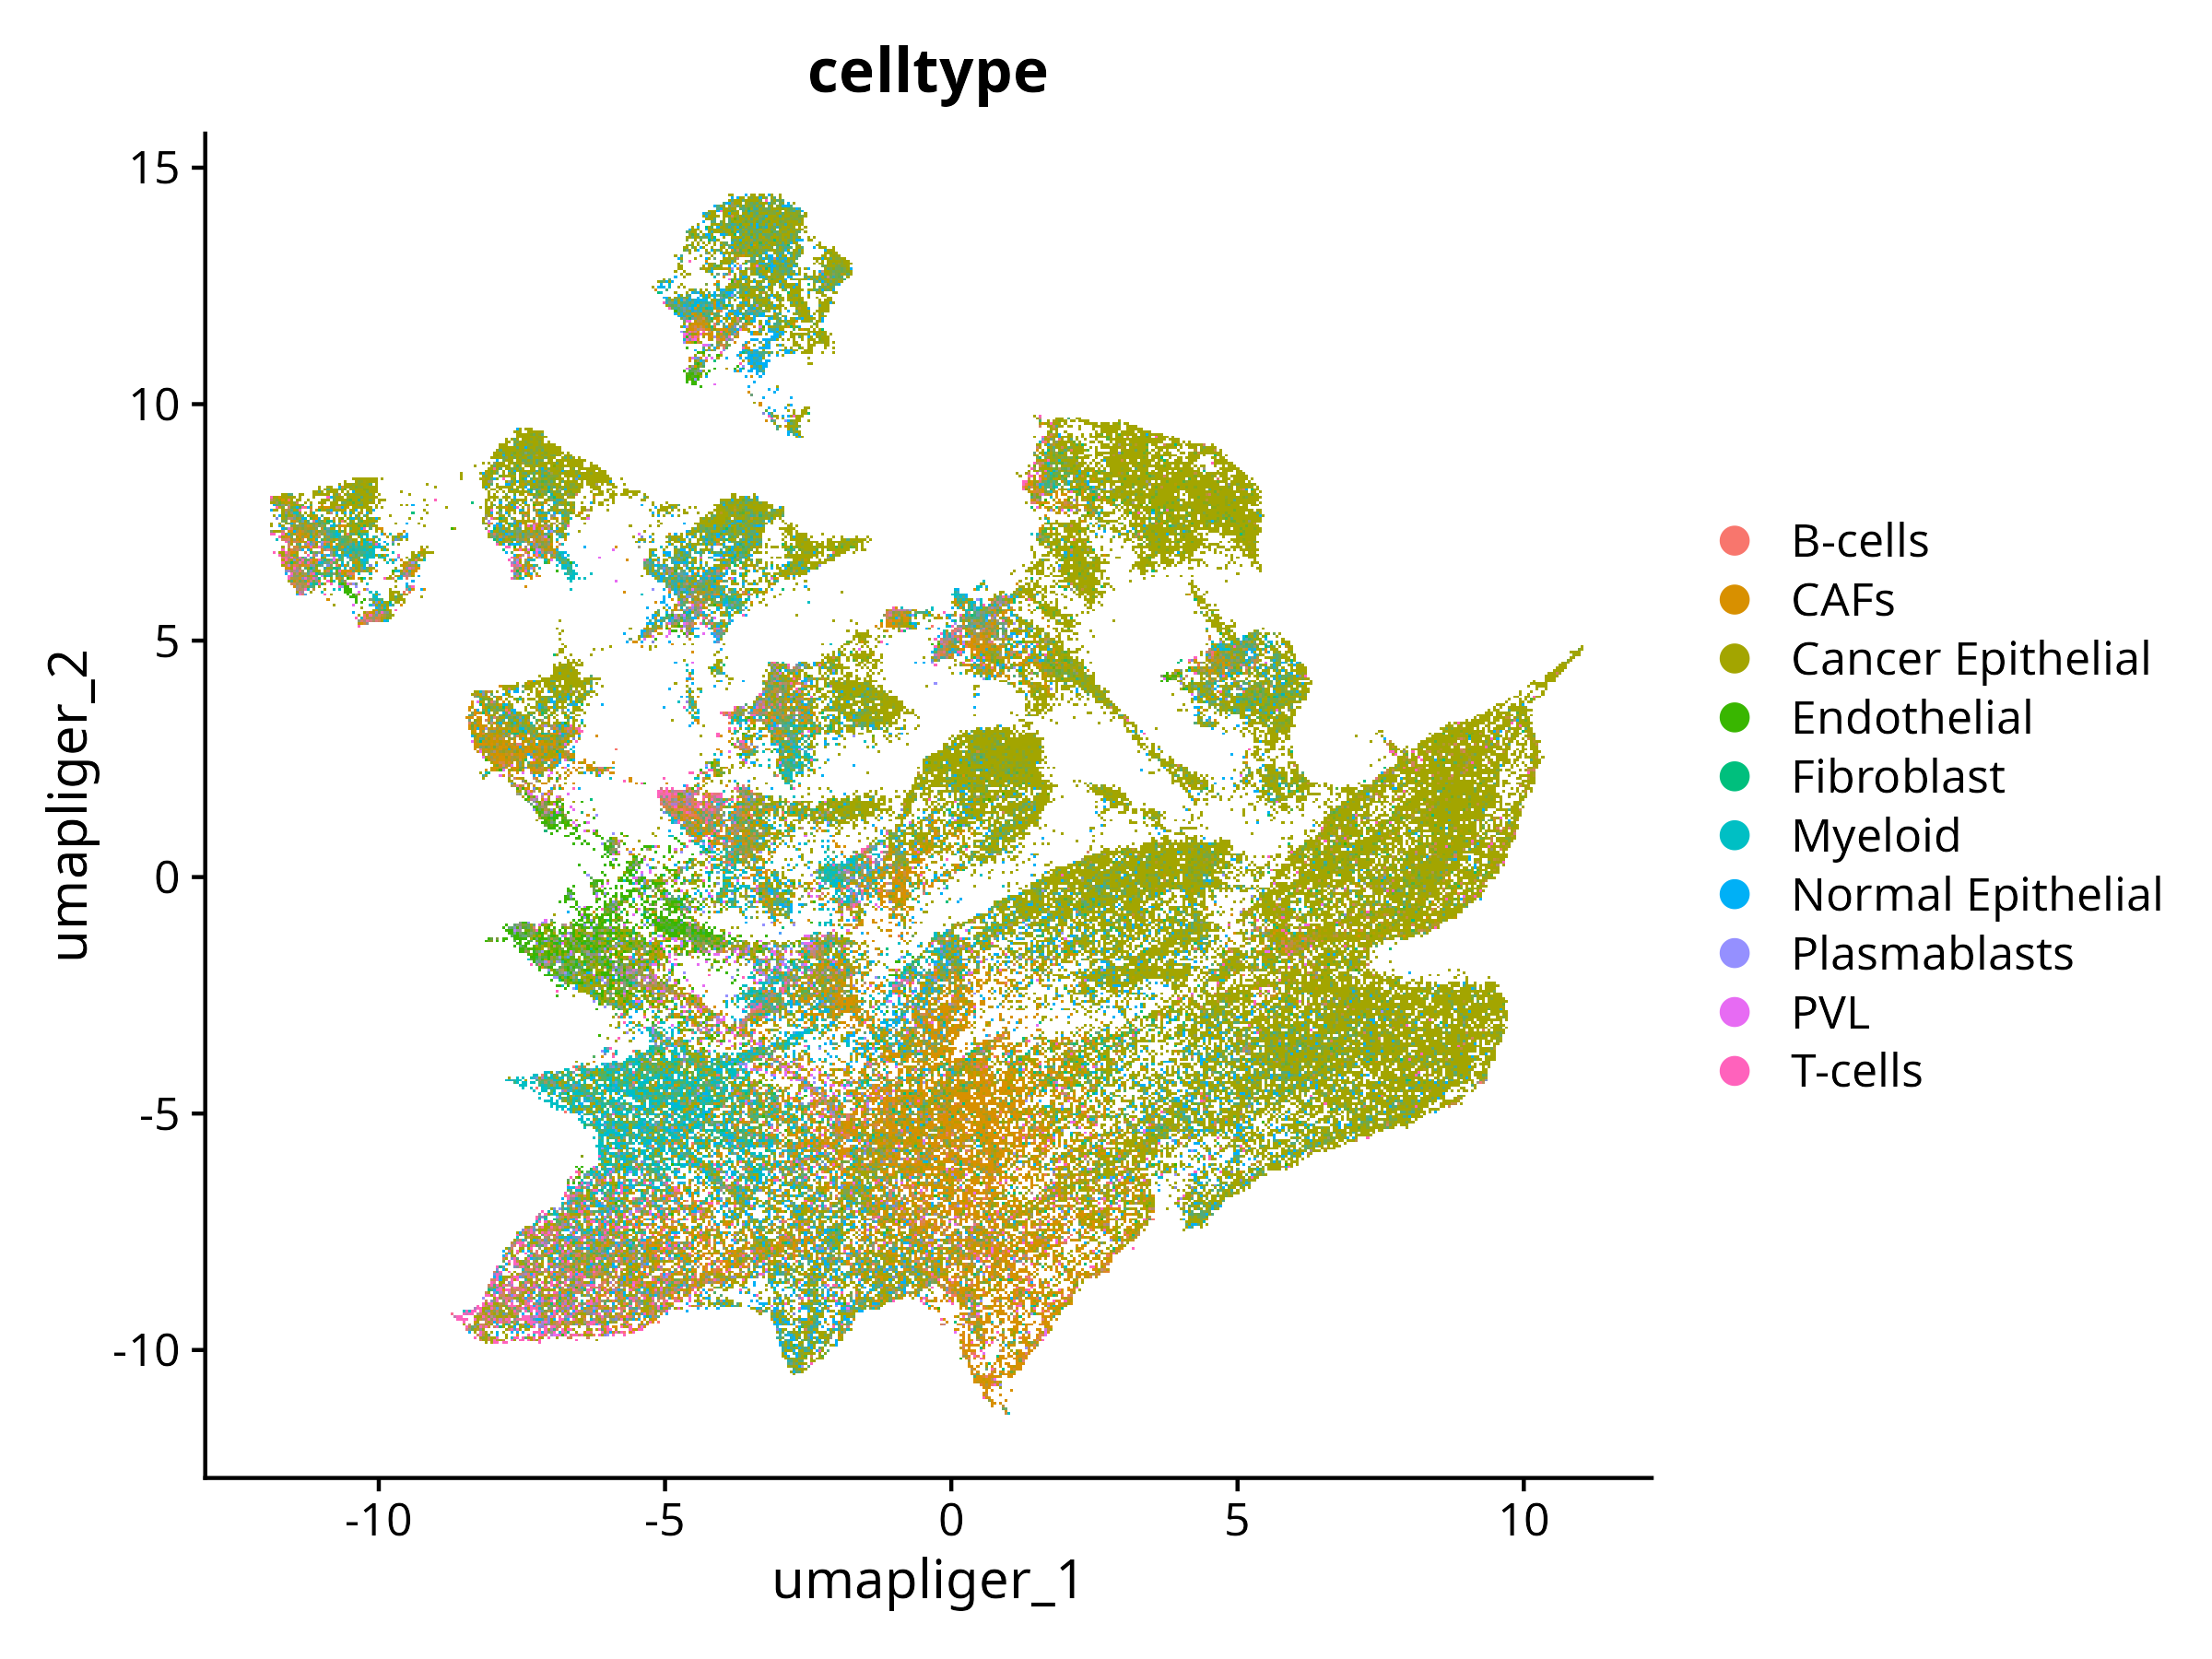 celltype
umapliger_2
15
10
5
0
-5
-10
-10
-5
0
5
10
umapliger_1
B-cells
CAFs
Cancer Epithelial
Endothelial
Fibroblast
Myeloid
Normal Epithelial
Plasmablasts
PVL
T-cells